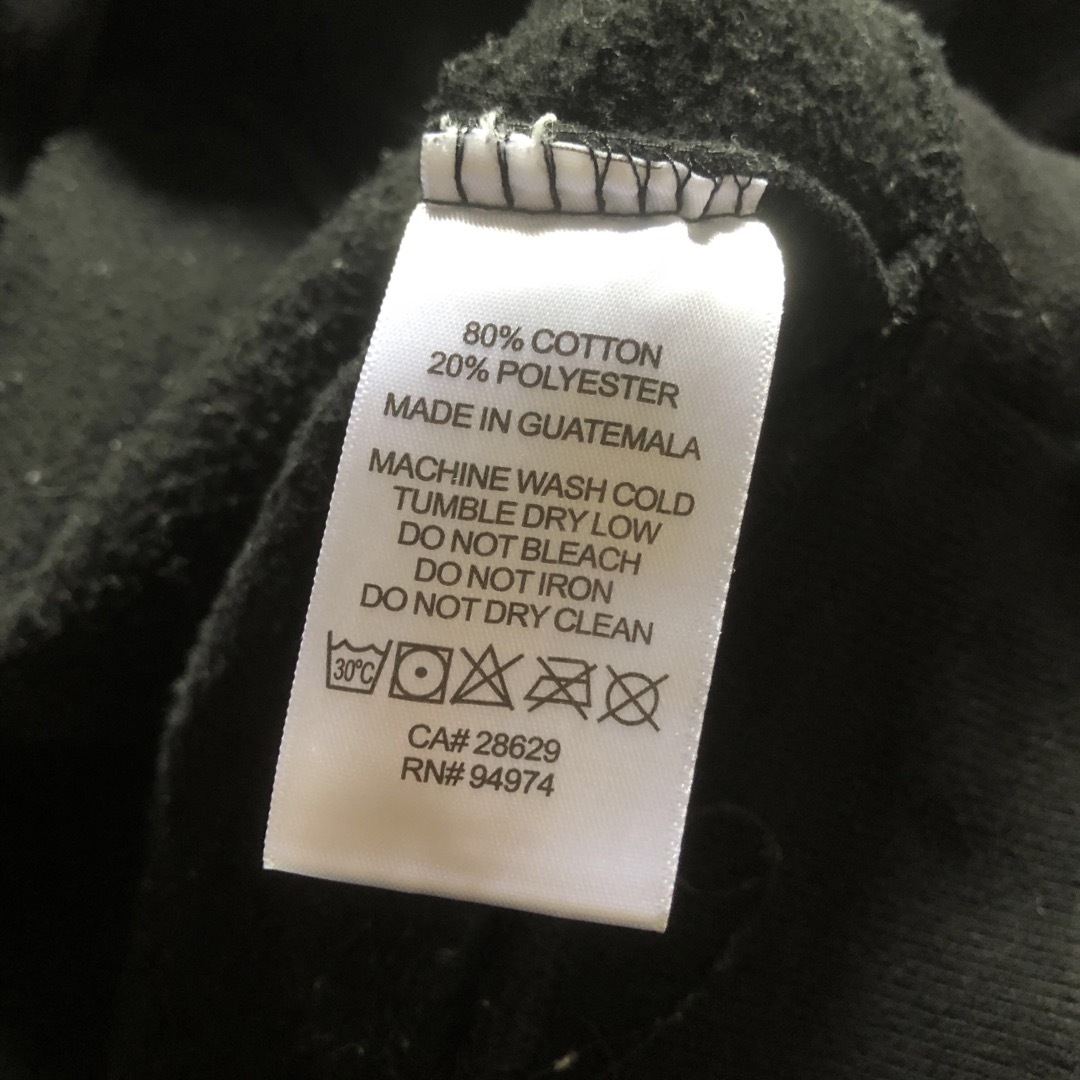 80% COTTON
20% POLYESTER
MADE IN GUATEMALA
MACHINE WASH COLD
TUMBLE DRY LOW
DO NOT BLEACH
DO NOT IRON
DO NOT DRY CLEAN
30ºC
CA# 28629
RN# 94974